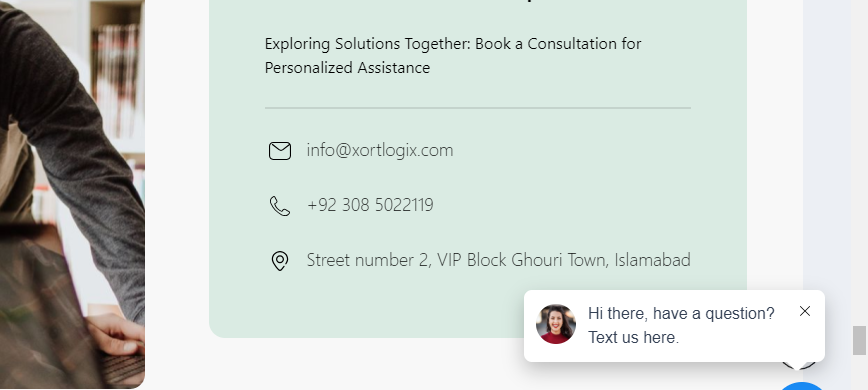 Exploring Solutions Together: Book a Consultation for
Personalized Assistance
info@xortlogix.com
+92 308 5022119
Street number 2, VIP Block Ghouri Town, Islamabad
Hi there, have a question?
Text us here.